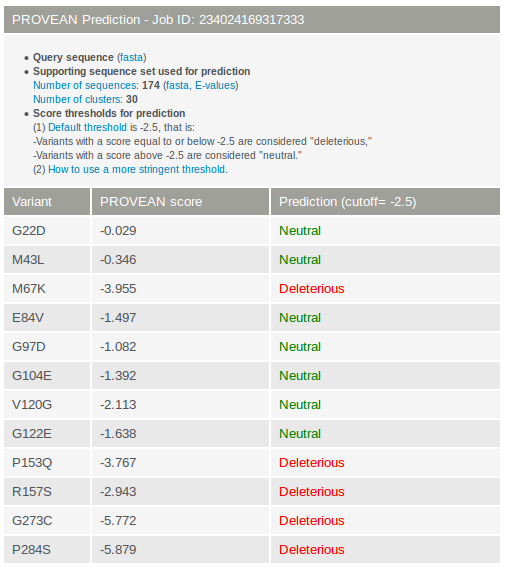 PROVEAN Prediction - Job ID: 234024169317333
• Query sequence (fasta)
• Supporting sequence set used for prediction
Number of sequences: 174 (fasta, E-values)
Number of clusters: 30
• Score thresholds for prediction
(1) Default threshold is -2.5, that is:
-Variants with a score equal to or below -2.5 are considered "deleterious,"
-Variants with a score above -2.5 are considered "neutral."
(2) How to use a more stringent threshold.
Variant PROVEAN score Prediction (cutoff= -2.5)
G22D -0.029 Neutral
M43L -0.346 Neutral
M67K -3.955 Deleterious
E84V -1.497 Neutral
G97D -1.082 Neutral
G104E -1.392 Neutral
V120G -2.113 Neutral
G122E -1.638 Neutral
P153Q -3.767 Deleterious
R157S -2.943 Deleterious
G273C -5.772 Deleterious
P284S -5.879 Deleterious